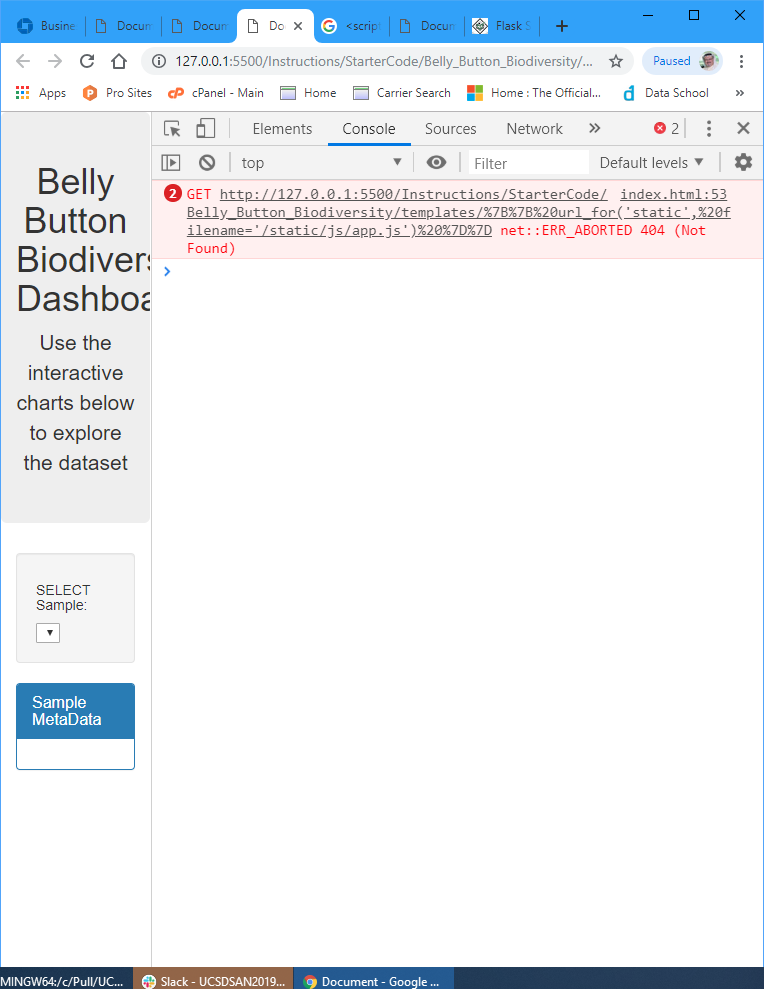 Busine
Docum
Docum
Do
<script
Docum
Flask S
127.0.0.1:5500/Instructions/StarterCode/Belly_Button_Biodiversity/...
Paused
Apps
Pro Sites
cPanel - Main
Home
Carrier Search
Home : The Official...
Data School
»
Elements
Console
Sources
Network
»
2
top
Filter
Default levels
2
GET http://127.0.0.1:5500/Instructions/StarterCode/ index.html:53
Belly_Button_Biodiversity/templates/%7B%7B%20url_for('static',%20f
ilename='/static/js/app.js')%20%7D%7D net::ERR_ABORTED 404 (Not
Found)
Belly
Button
Biodivers
Dashboa
Use the
interactive
charts below
to explore
the dataset
SELECT
Sample:
Sample
MetaData
MINGW64:/c/Pull/UC...
Slack - UCSDSAN2019...
Document - Google ...